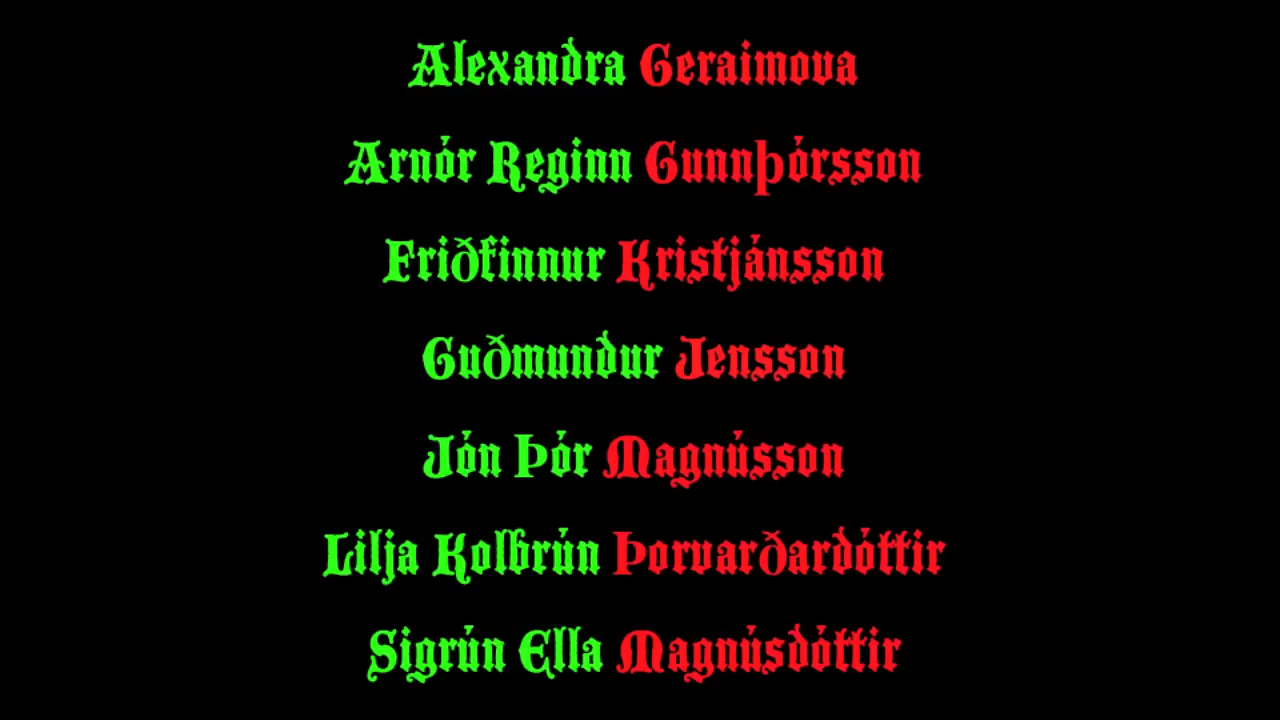 Alexandra Geraimova
Arnór Reginn Gunnþórsson
Friðfinnur Kristjánsson
Guðmundur Jensson
Jón Þór Magnússon
Lilja Kolbrún Þorvarðardóttir
Sigrún Ella Magnúsdóttir